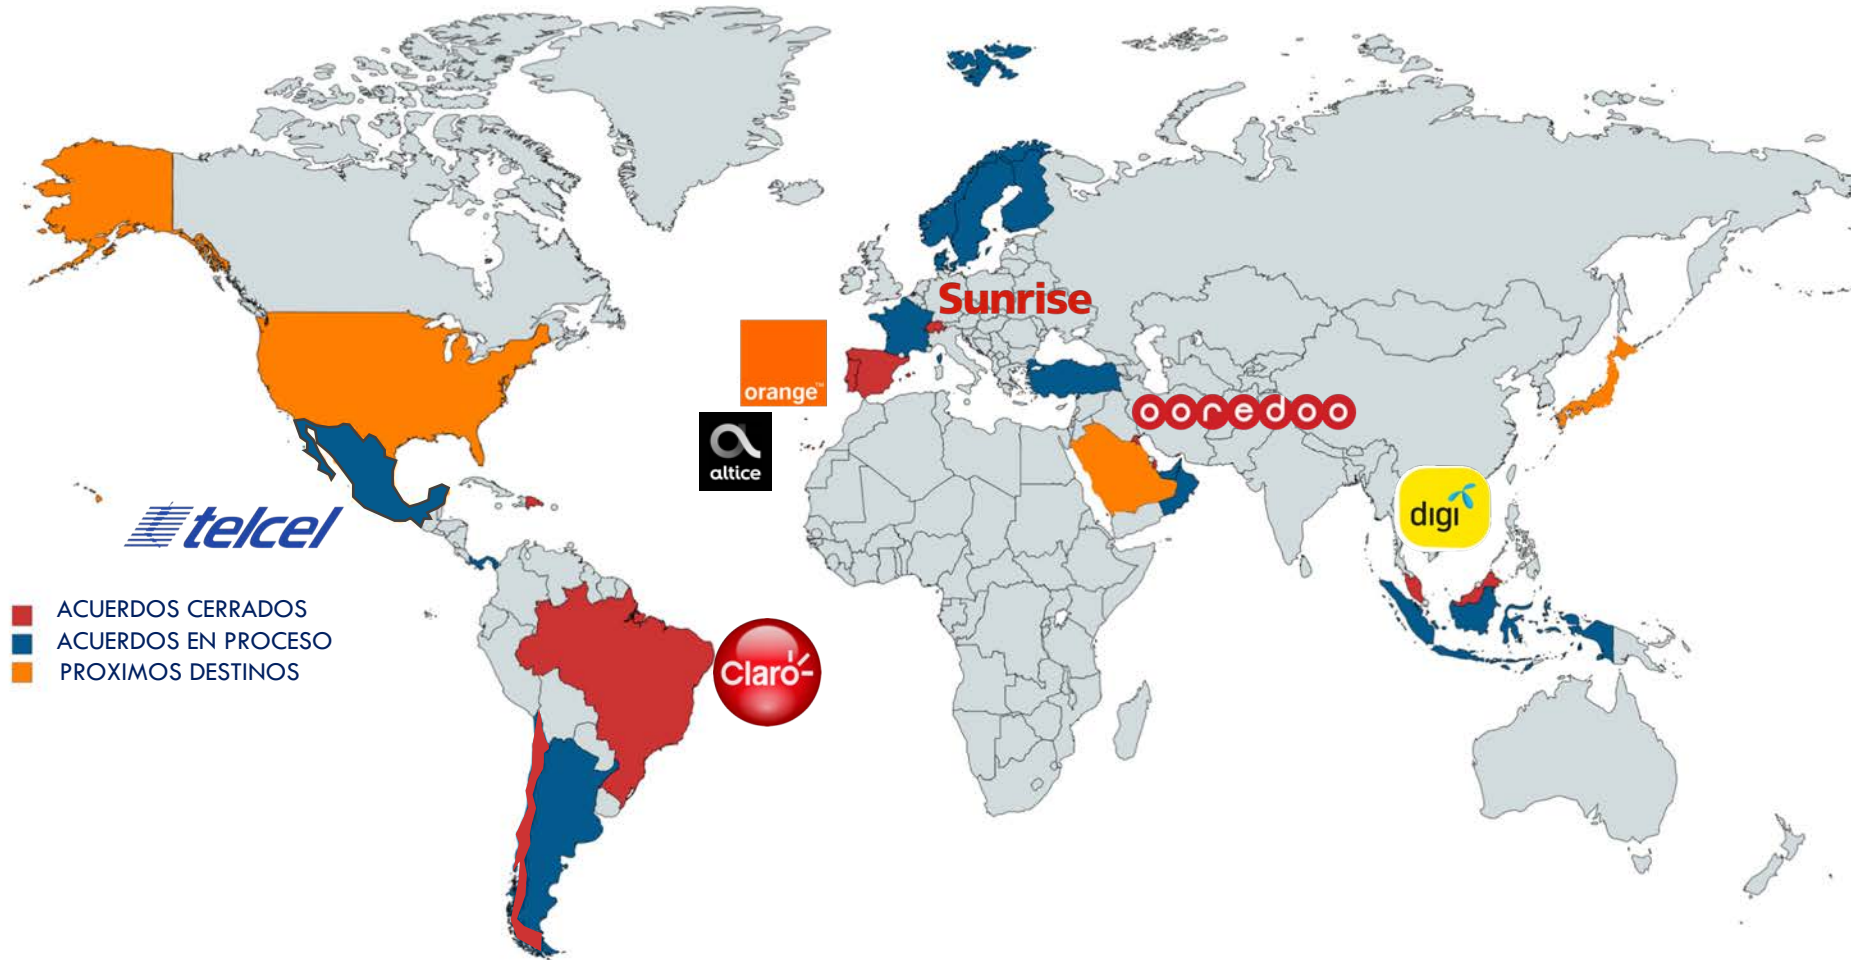 Sunrise
orange™
ooredoo
altice
digi
telcel
ACUERDOS CERRADOS
ACUERDOS EN PROCESO
PROXIMOS DESTINOS
Claro